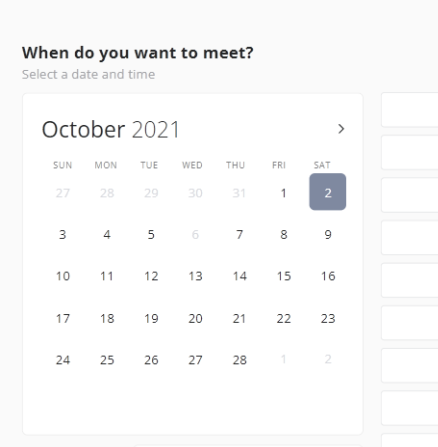 When do you want to meet?
Select a date and time
October 2021
SUN MON TUE WED THU FRI SAT
27 28 29 30 31 1 2
3 4 5 6 7 8 9
10 11 12 13 14 15 16
17 18 19 20 21 22 23
24 25 26 27 28 1 2